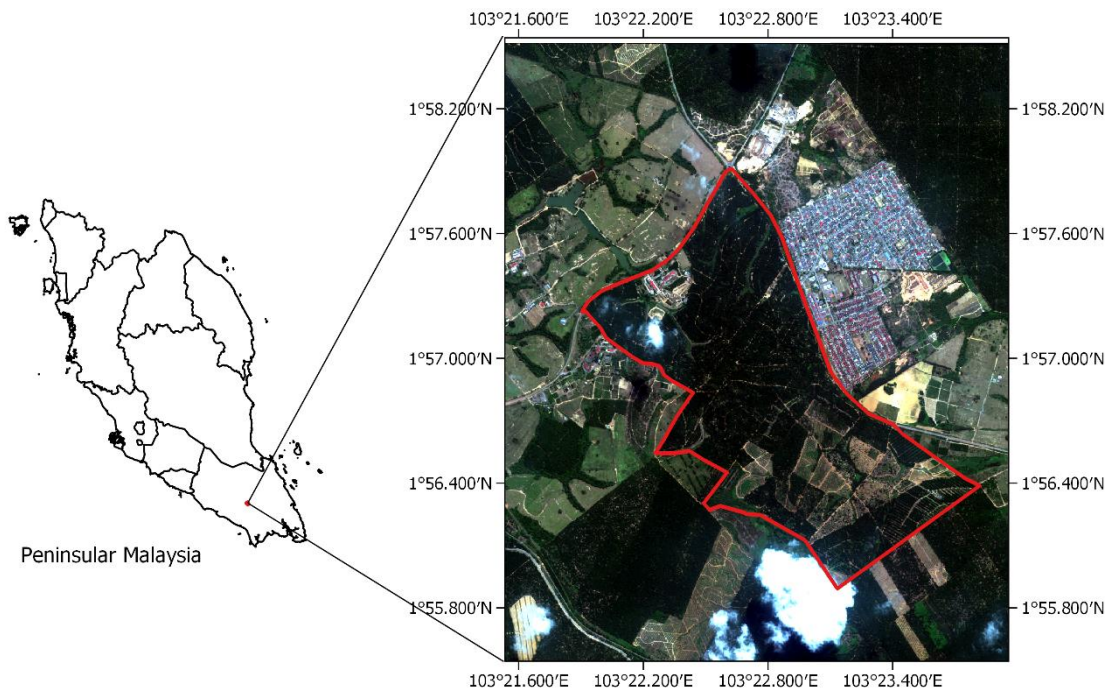 103°21.600′E 103°22.200′E 103°22.800′E 103°23.400′E
1°58.200′N 1°58.200′N
1°57.600′N 1°57.600′N
1°57.000′N 1°57.000′N
1°56.400′N 1°56.400′N
Peninsular Malaysia
1°55.800′N 1°55.800′N
103°21.600′E 103°22.200′E 103°22.800′E 103°23.400′E